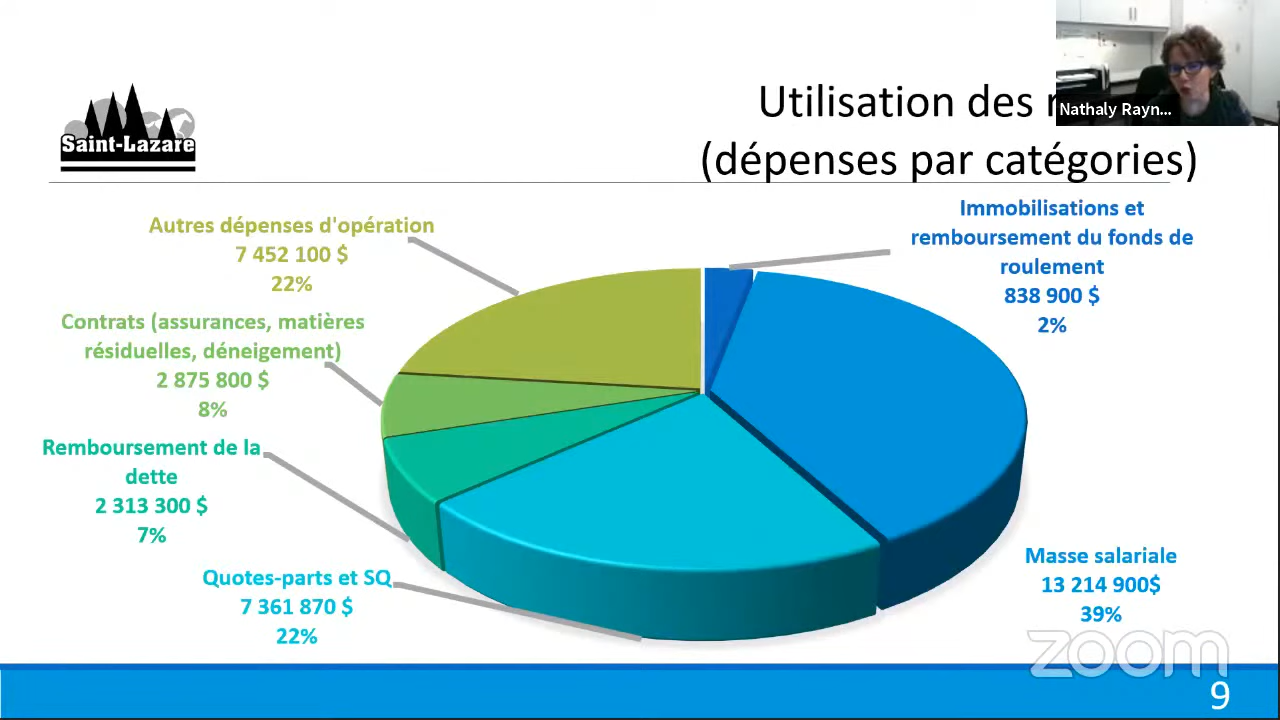 Utilisation des
(dépenses par catégories)
Nathaly Rayn...
Saint-Lazare
Autres dépenses d'opération
7 452 100 $
22%
Contrats (assurances, matières
résiduelles, déneigement)
2 875 800 $
8%
Remboursement de la
dette
2 313 300 $
7%
Quotes-parts et SQ
7 361 870 $
22%
Immobilisations et
remboursement du fonds de
roulement
838 900 $
2%
Masse salariale
13 214 900$
39%
zoom
9